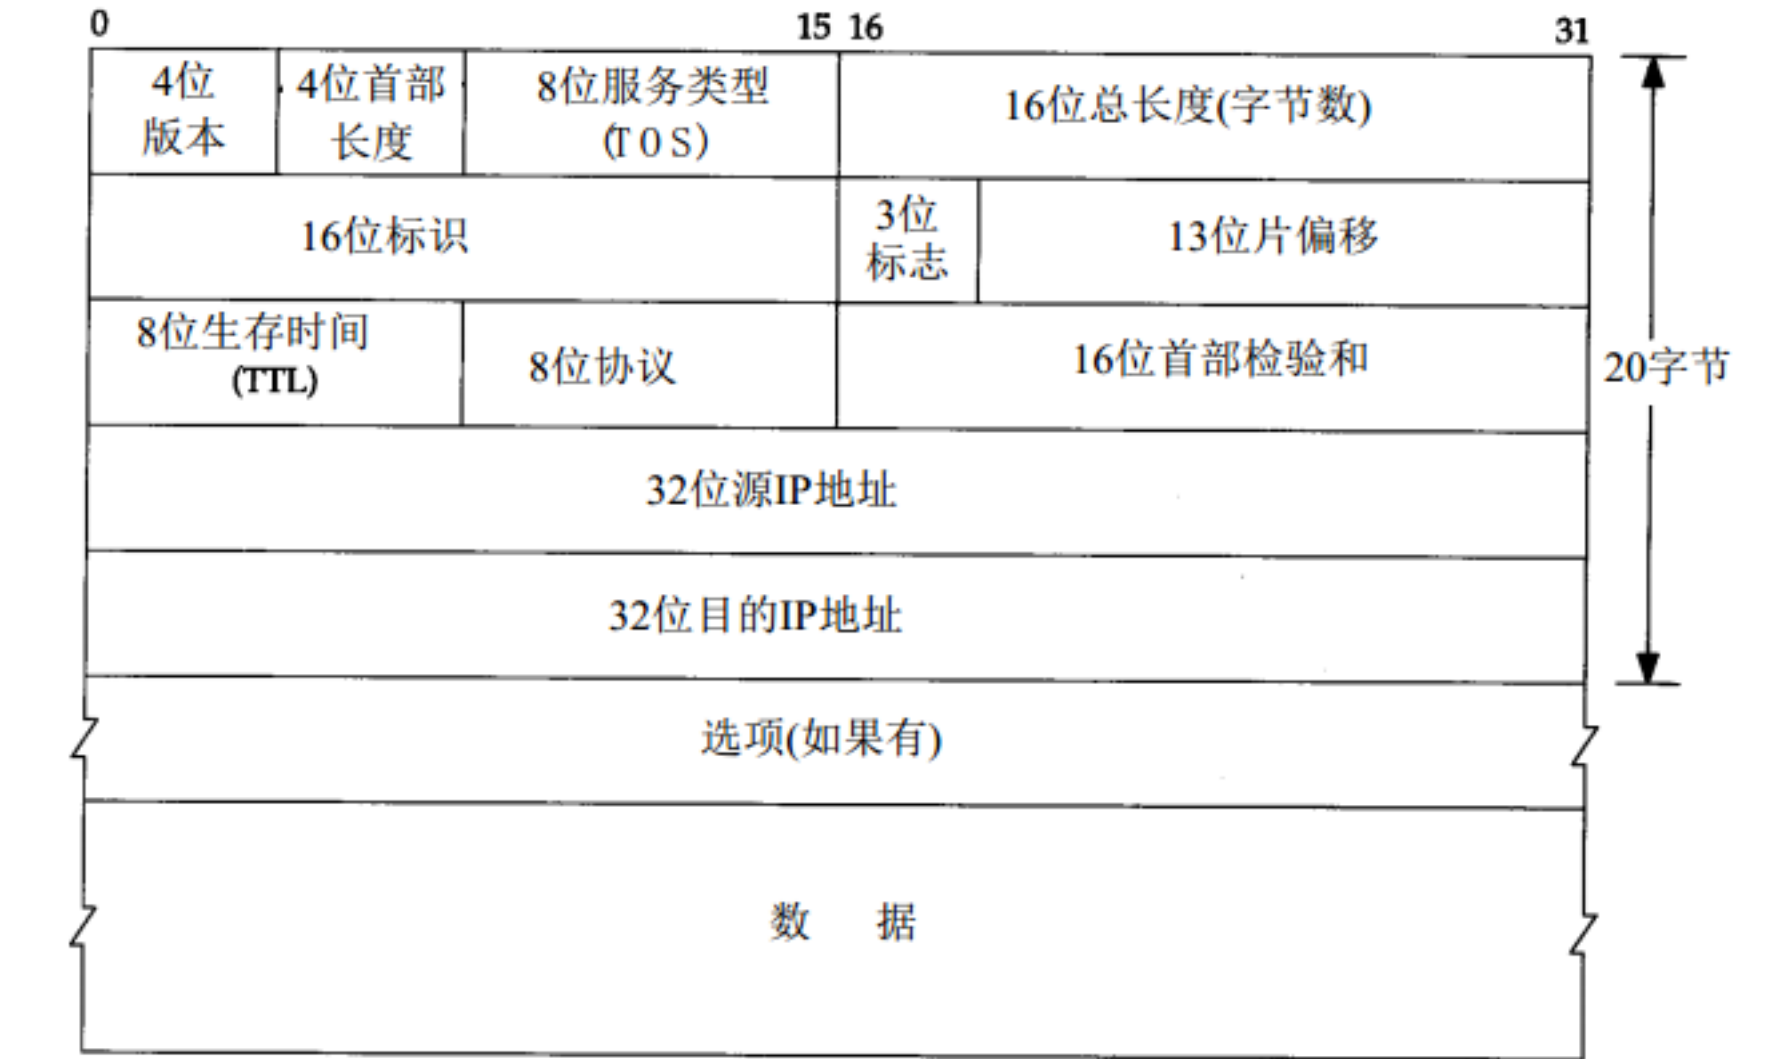 0 15 16 31
4位
版本
4位首部
长度
8位服务类型
(TOS)
16位总长度(字节数)
16位标识
3位
标志
13位片偏移
8位生存时间
(TTL)
8位协议
16位首部检验和
20字节
32位源IP地址
32位目的IP地址
选项(如果有)
数 据